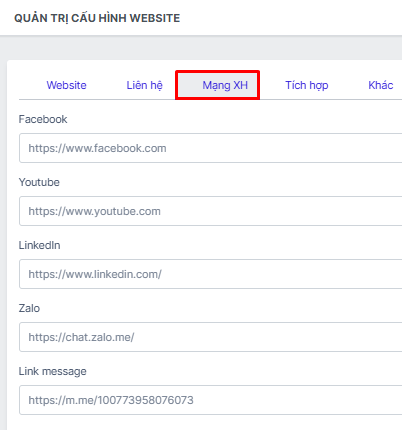 QUẢN TRỊ CẤU HÌNH WEBSITE
Website Liên hệ Mạng XH Tích hợp Khác
Facebook
https://www.facebook.com
Youtube
https://www.youtube.com
LinkedIn
https://www.linkedin.com/
Zalo
https://chat.zalo.me/
Link message
https://m.me/100773958076073